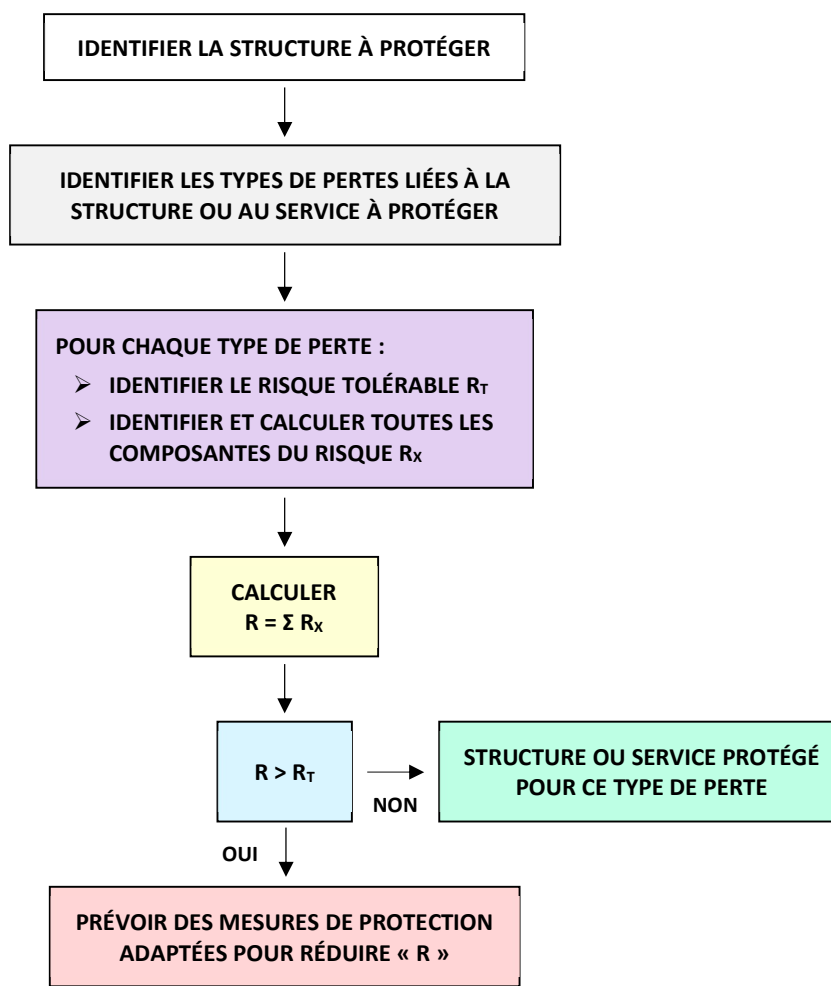 IDENTIFIER LA STRUCTURE À PROTÉGER
IDENTIFIER LES TYPES DE PERTES LIÉES À LA
STRUCTURE OU AU SERVICE À PROTÉGER
POUR CHAQUE TYPE DE PERTE :
➢ IDENTIFIER LE RISQUE TOLÉRABLE RT
➢ IDENTIFIER ET CALCULER TOUTES LES
COMPOSANTES DU RISQUE RX
CALCULER
R = Σ RX
R > RT
NON
STRUCTURE OU SERVICE PROTÉGÉ
POUR CE TYPE DE PERTE
OUI
PRÉVOIR DES MESURES DE PROTECTION
ADAPTÉES POUR RÉDUIRE « R »